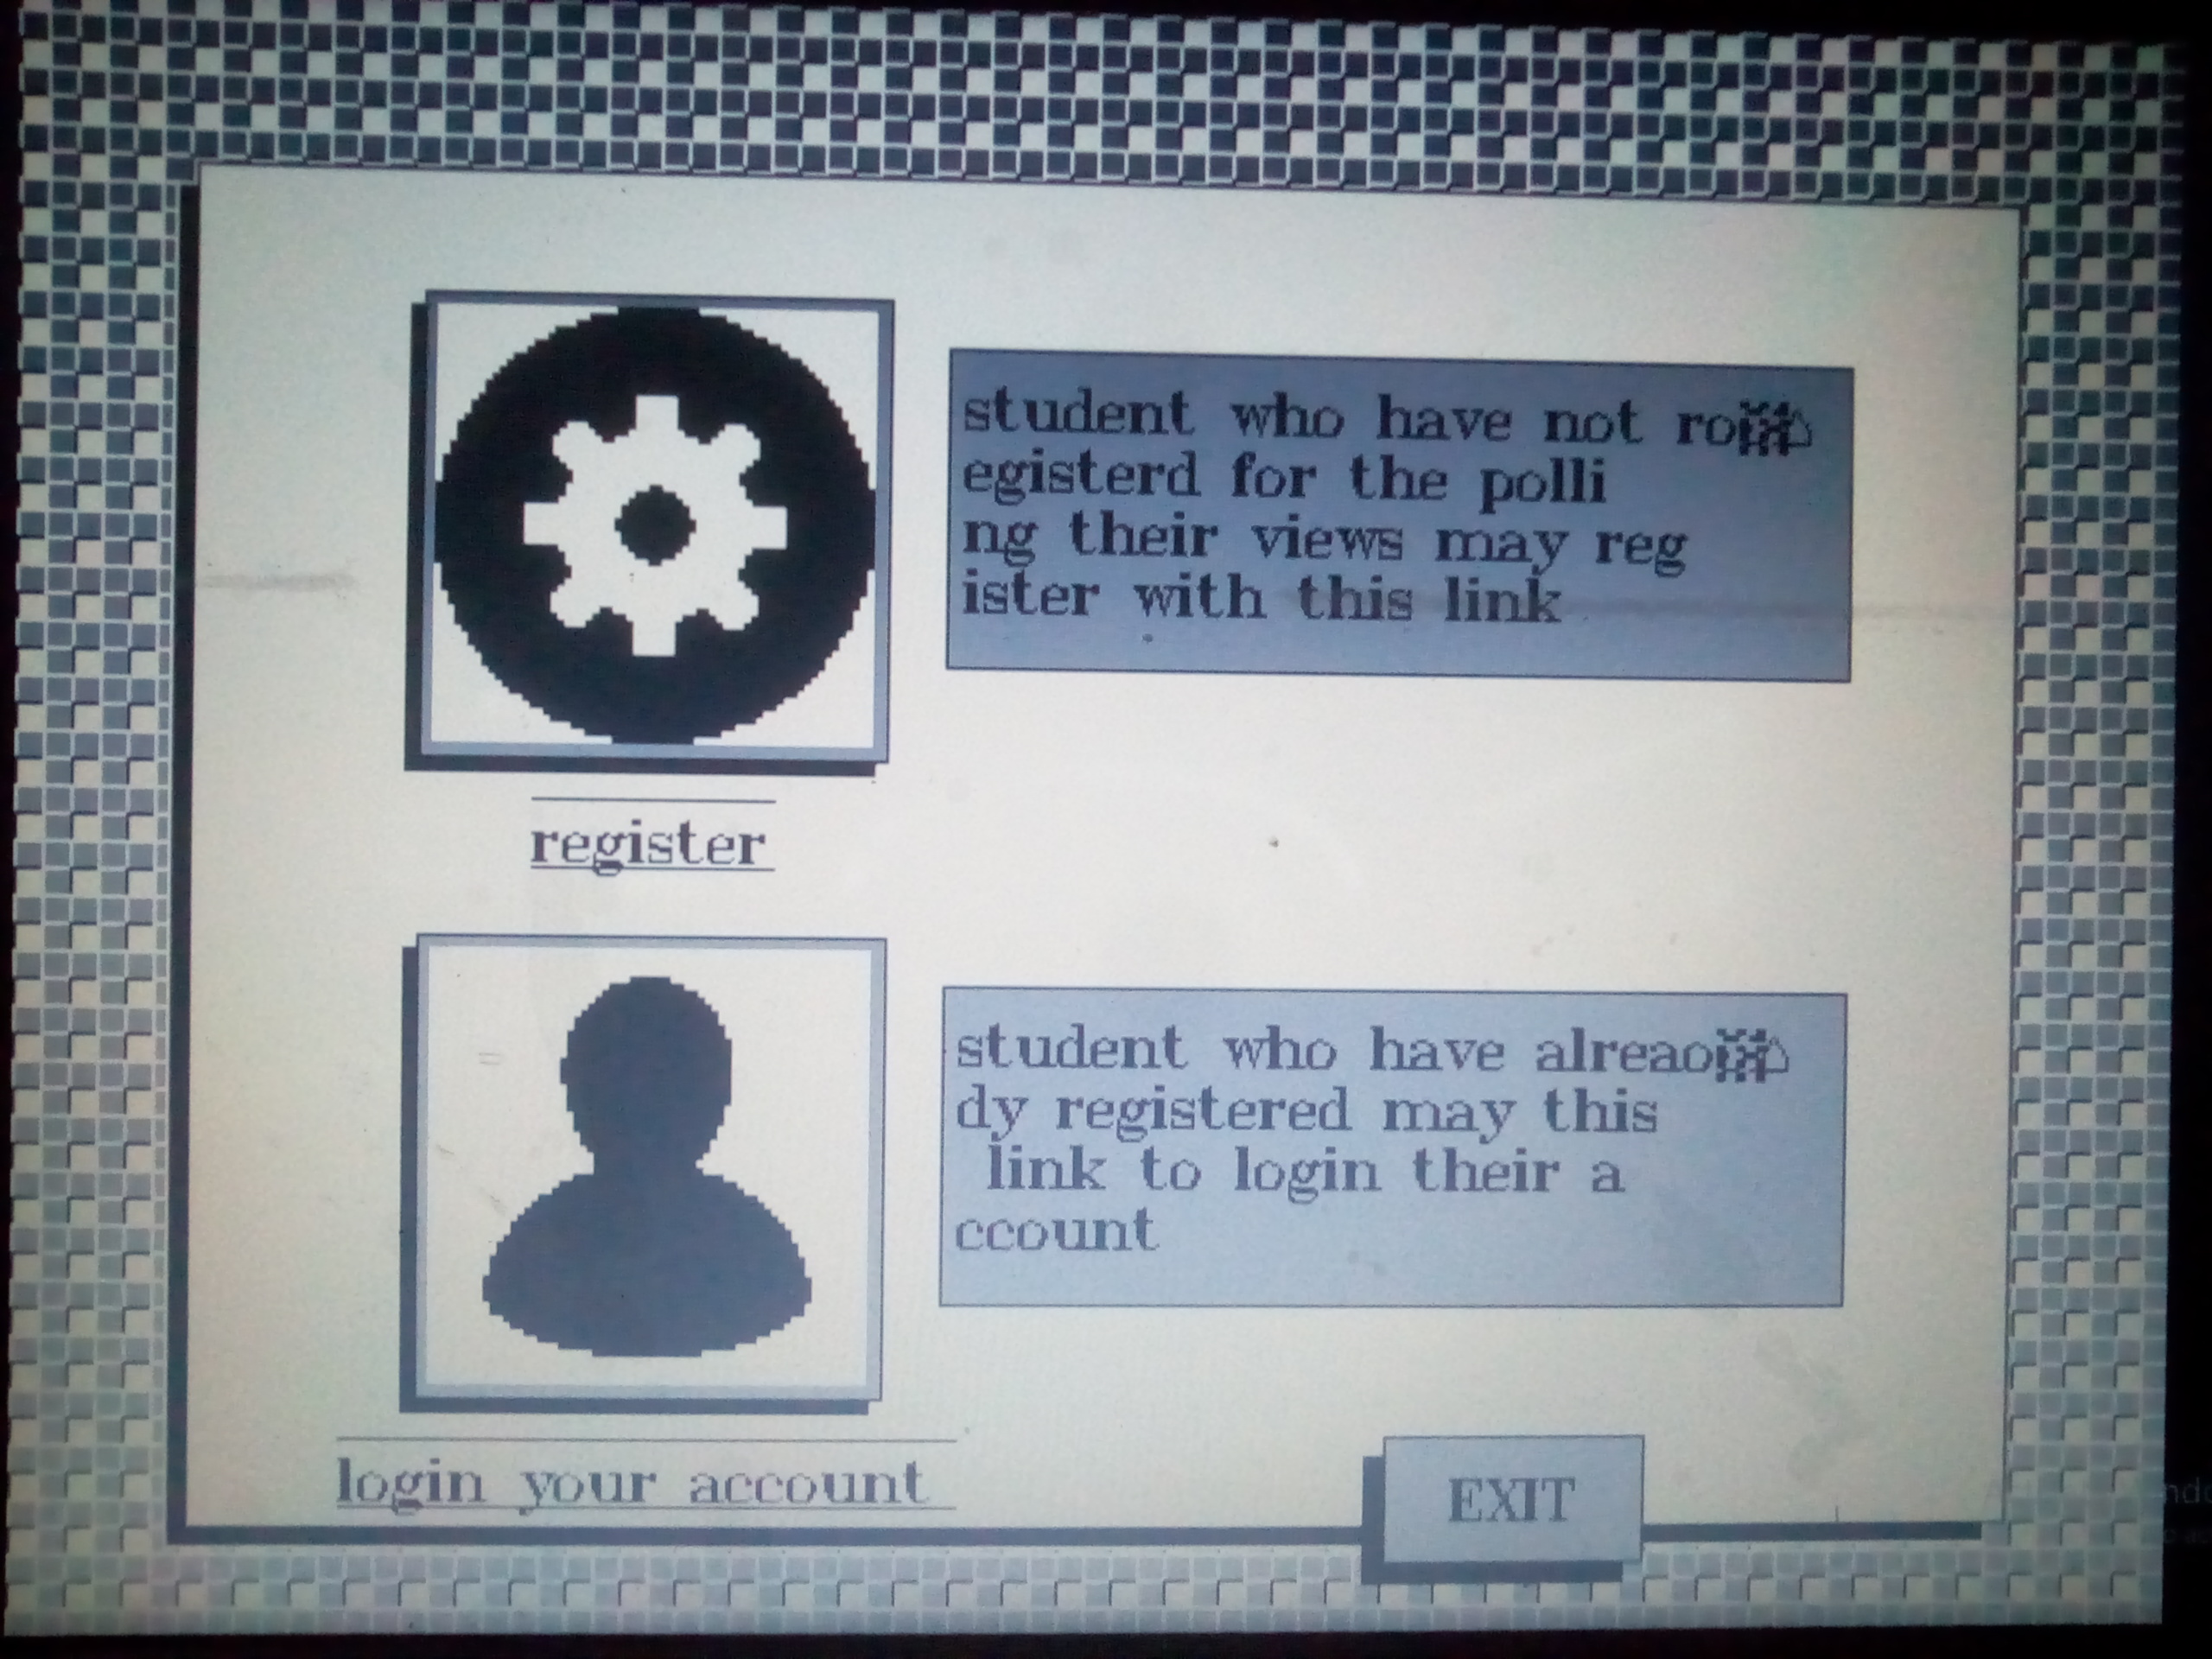 student who have not ro
egisterd for the polli
ng their views may reg
ister with this link
register
student who have alreao
dy registered may this
link to login their a
ccount
login your account
EXIT